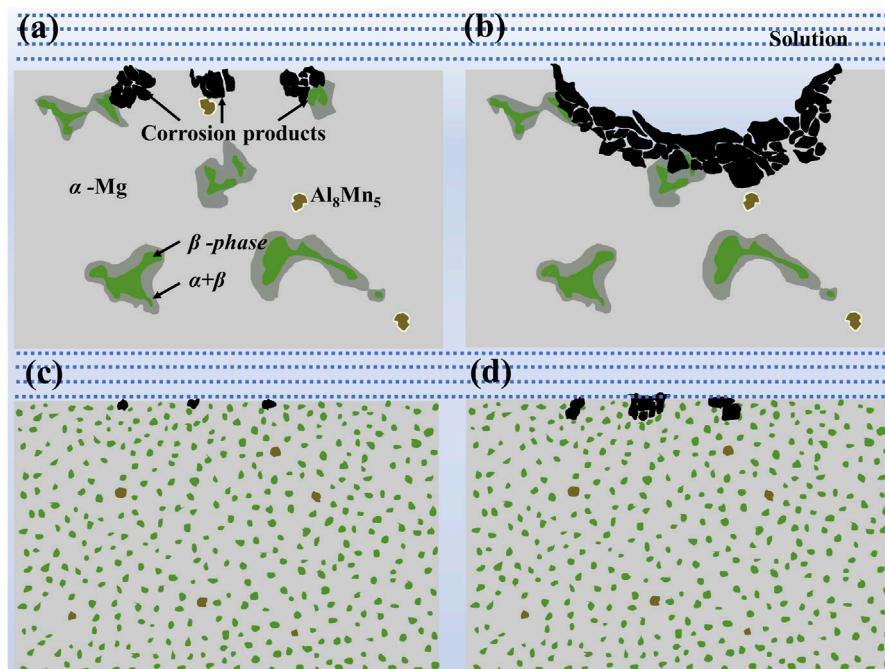 (a)
(b)
Solution
Corrosion products
α -Mg
Al₈Mn₅
β -phase
α+β
(c)
(d)